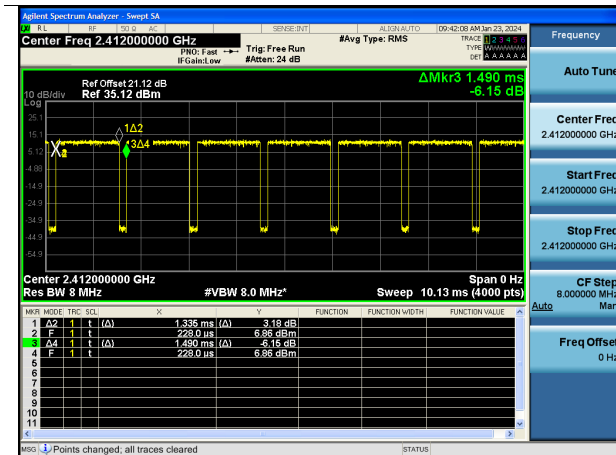 Agilent Spectrum Analyzer - Swept SA
RL RF 50 Ω AC SENSE:INT ALIGN AUTO 09:42:08 AM Jan 23, 2024
Center Freq 2.412000000 GHz #Avg Type: RMS TRACE 1 2 3 4 5 6
PNO: Fast Trig: Free Run TYPE
IFGain:Low #Atten: 24 dB DET A A A A A A
Frequency
Auto Tune
ΔMkr3 1.490 ms
Ref Offset 21.12 dB
10 dB/div Ref 35.12 dBm -6.15 dB
Log
25.1
15.1
5.12
-4.88
-14.9
-24.9
-34.9
-44.9
-54.9
1Δ2
3Δ4
Center Freq
2.412000000 GHz
Start Freq
2.412000000 GHz
Stop Freq
2.412000000 GHz
Center 2.412000000 GHz Span 0 Hz
Res BW 8 MHz #VBW 8.0 MHz* Sweep 10.13 ms (4000 pts)
CF Step
8.000000 MHz
Auto Man
Freq Offset
0 Hz
MKR MODE TRC SCL X Y FUNCTION FUNCTION WIDTH FUNCTION VALUE
1 Δ2 1 t (Δ) 1.335 ms (Δ) 3.18 dB
2 F 1 t 228.0 µs 6.86 dBm
3 Δ4 1 t (Δ) 1.490 ms (Δ) -6.15 dB
4 F 1 t 228.0 µs 6.86 dBm
5
6
7
8
9
10
11
MSG Points changed; all traces cleared STATUS